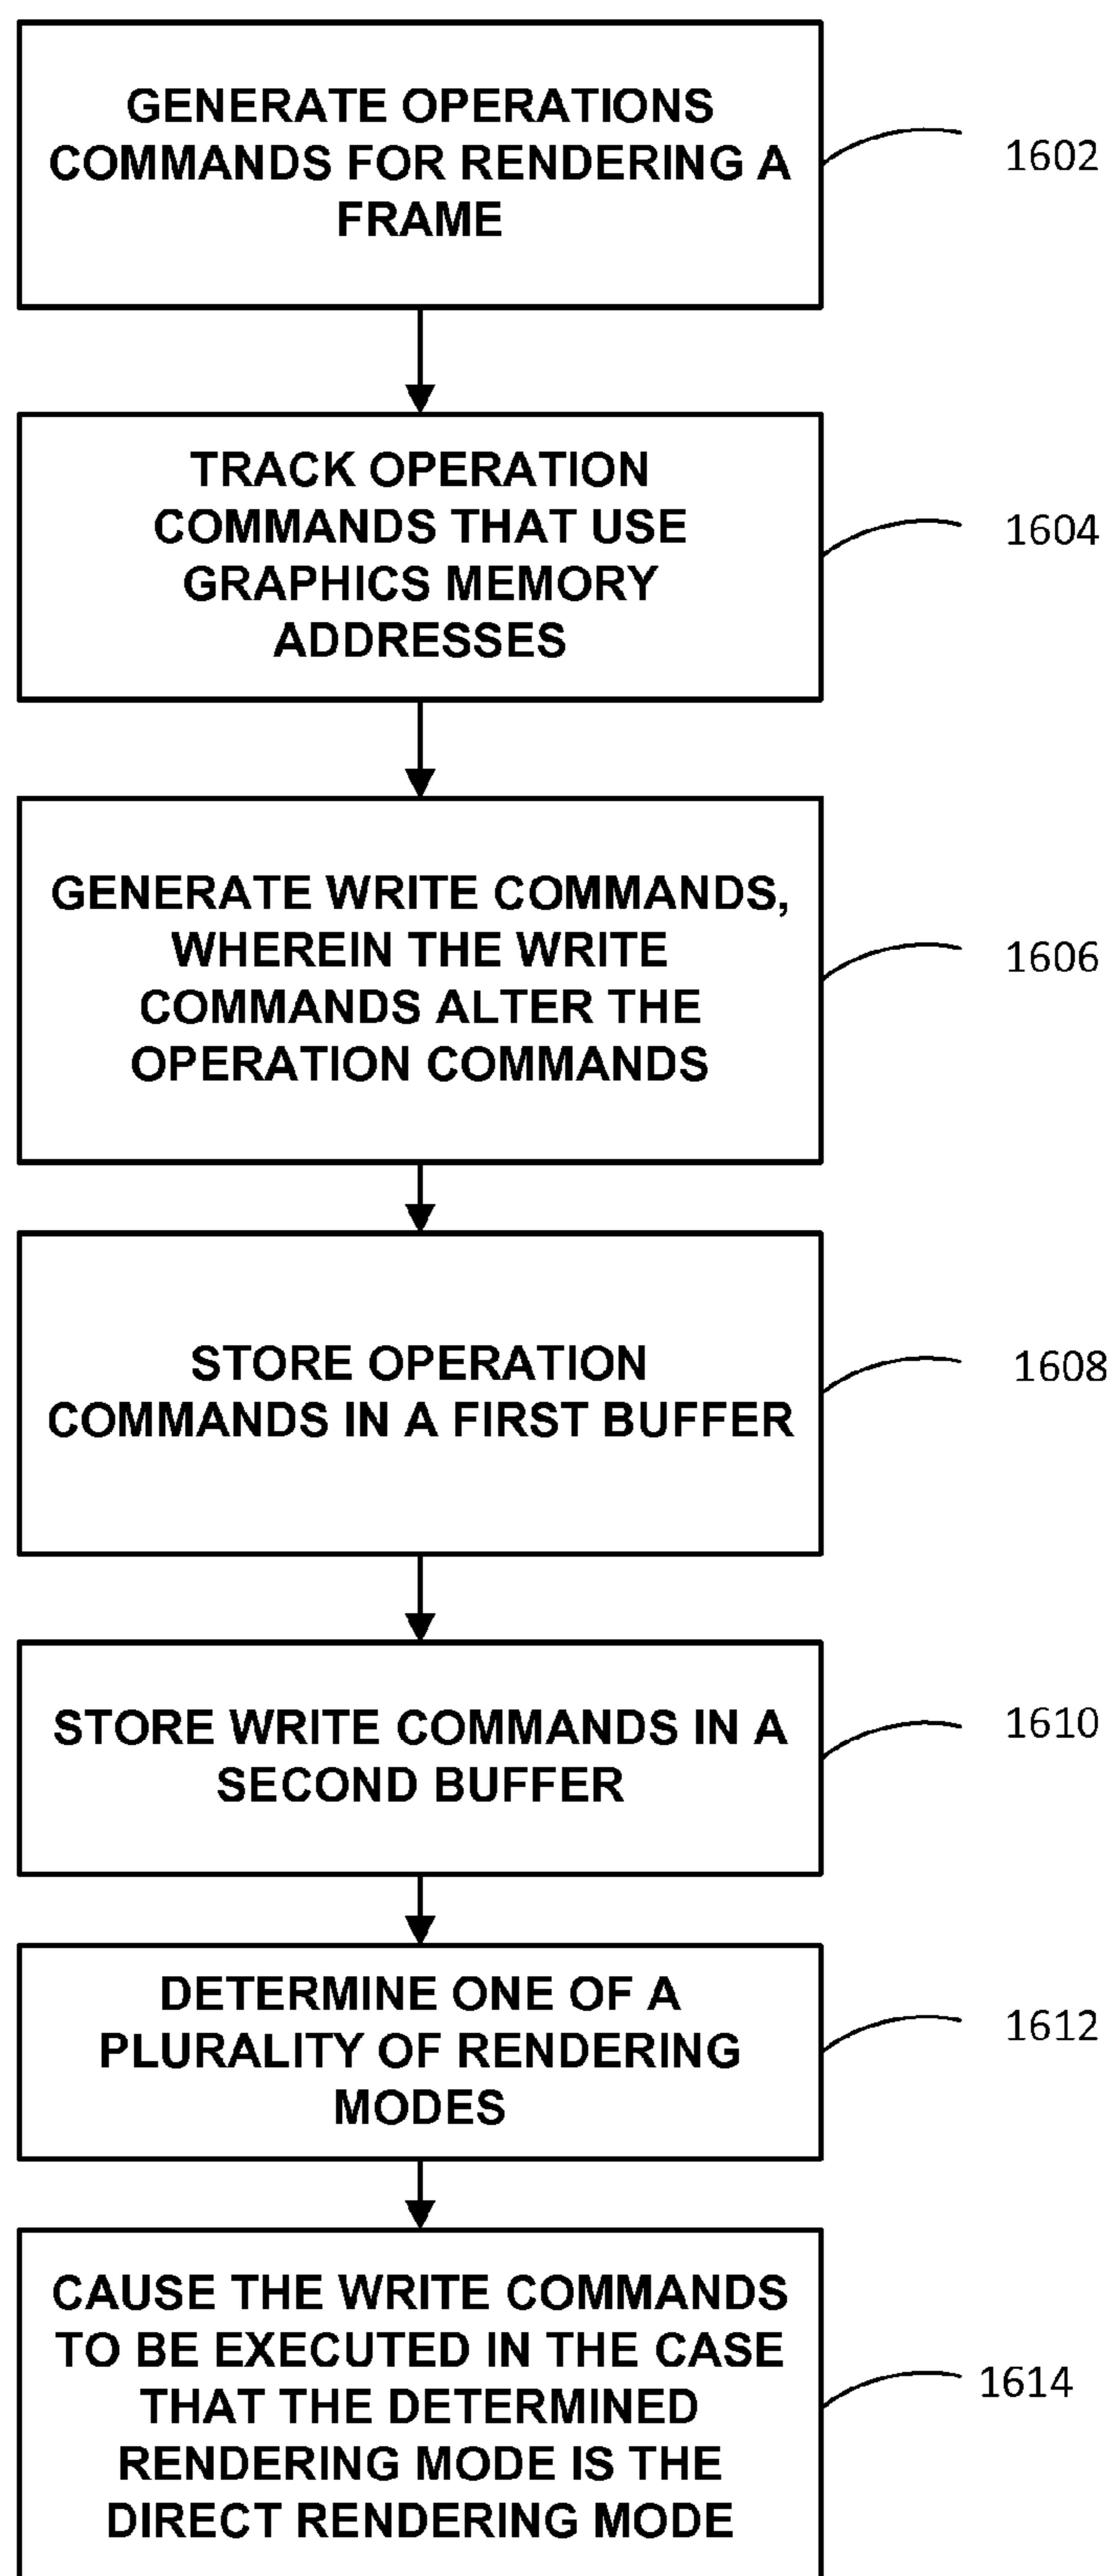 GENERATE OPERATIONS
COMMANDS FOR RENDERING A
FRAME
1602
TRACK OPERATION
COMMANDS THAT USE
GRAPHICS MEMORY
ADDRESSES
1604
GENERATE WRITE COMMANDS,
WHEREIN THE WRITE
COMMANDS ALTER THE
OPERATION COMMANDS
1606
STORE OPERATION
COMMANDS IN A FIRST BUFFER
1608
STORE WRITE COMMANDS IN A
SECOND BUFFER
1610
DETERMINE ONE OF A
PLURALITY OF RENDERING
MODES
1612
CAUSE THE WRITE COMMANDS
TO BE EXECUTED IN THE CASE
THAT THE DETERMINED
RENDERING MODE IS THE
DIRECT RENDERING MODE
1614